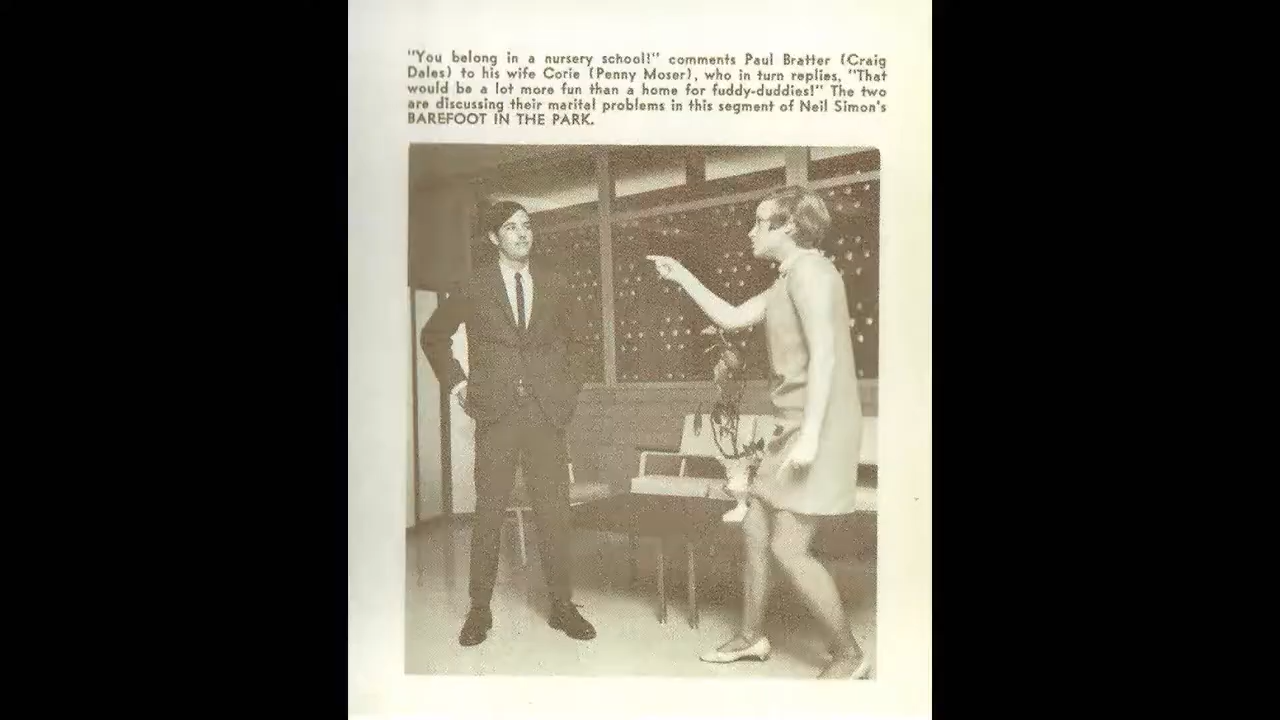 "You belong in a nursery school!" comments Paul Bratter (Craig
Dales) to his wife Corie (Penny Moser), who in turn replies, "That
would be a lot more fun than a home for fuddy-duddies!" The two
are discussing their marital problems in this segment of Neil Simon's
BAREFOOT IN THE PARK.